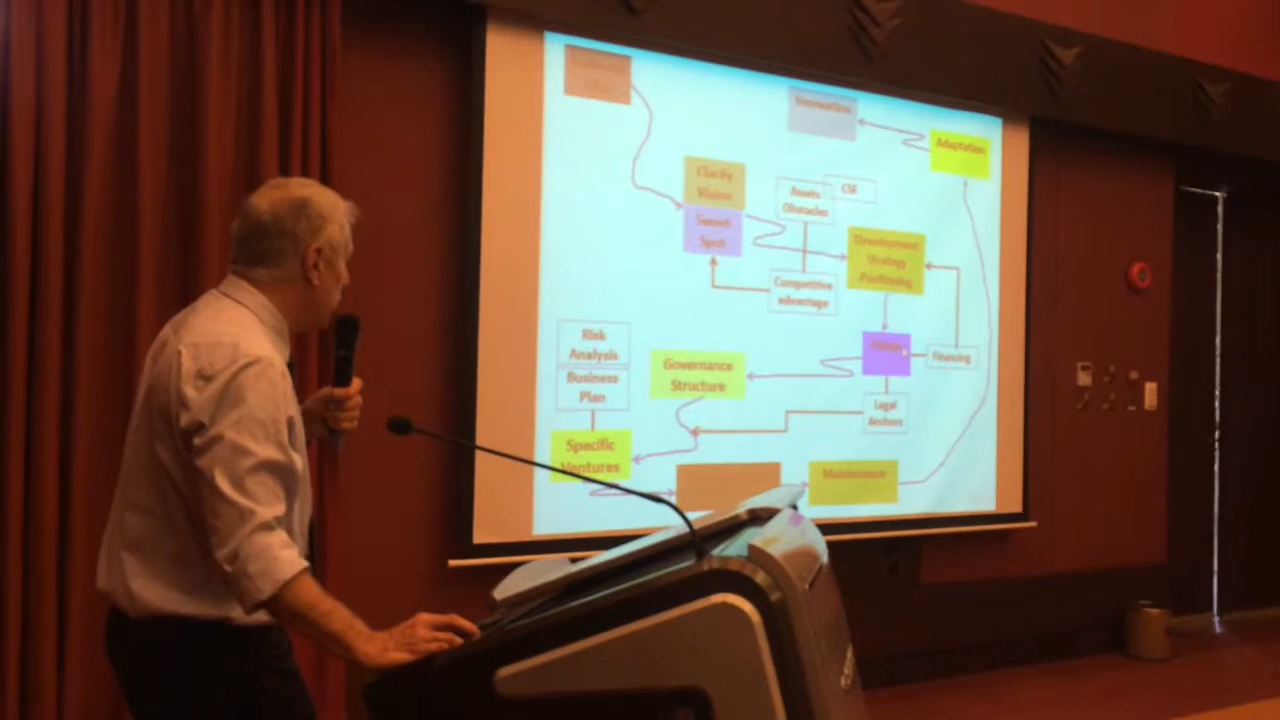 Innovation
Adaptation
Clarify
Vision
Sweet
Spot
Assets
Obstacles
CSR
Development
Strategy
Positioning
Competitive
advantage
Risk
Analysis
Business
Plan
Governance
Structure
Financing
Legal
Anchors
Specific
Ventures
Maintenance